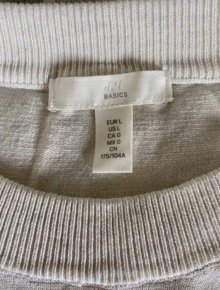 H&M
BASICS
EUR L
US L
CA G
MX G
CN
175/104A